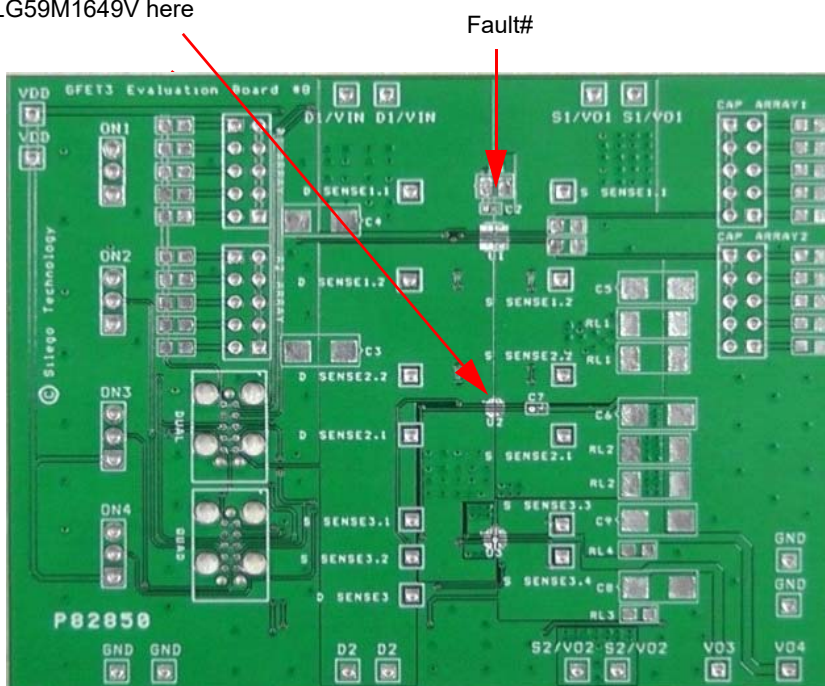 LG59M1649V here
Fault#
VDD GFET3 Evaluation Board #8
VDD
D1/VIN D1/VIN
S1/VO1 S1/VO1
CAP ARRAY1
ON1
D SENSE1.1
S SENSE1.1
C2
C4
U1
CAP ARRAY2
ON2
D SENSE1.2
S SENSE1.2
C5
RL1
RL1
© Silego Technology
C3
S SENSE2.2
D SENSE2.2
ON3
C7
U2
C6
DUAL
D SENSE2.1
S SENSE2.1
RL2
RL2
ON4
S SENSE3.1
S SENSE3.3
C9
QUAD
S SENSE3.2
RL4
GND
S SENSE3.4
D SENSE3
C8
GND
P82850
RL3
GND GND
D2 D2
S2/VO2 S2/VO2
VO3
VO4